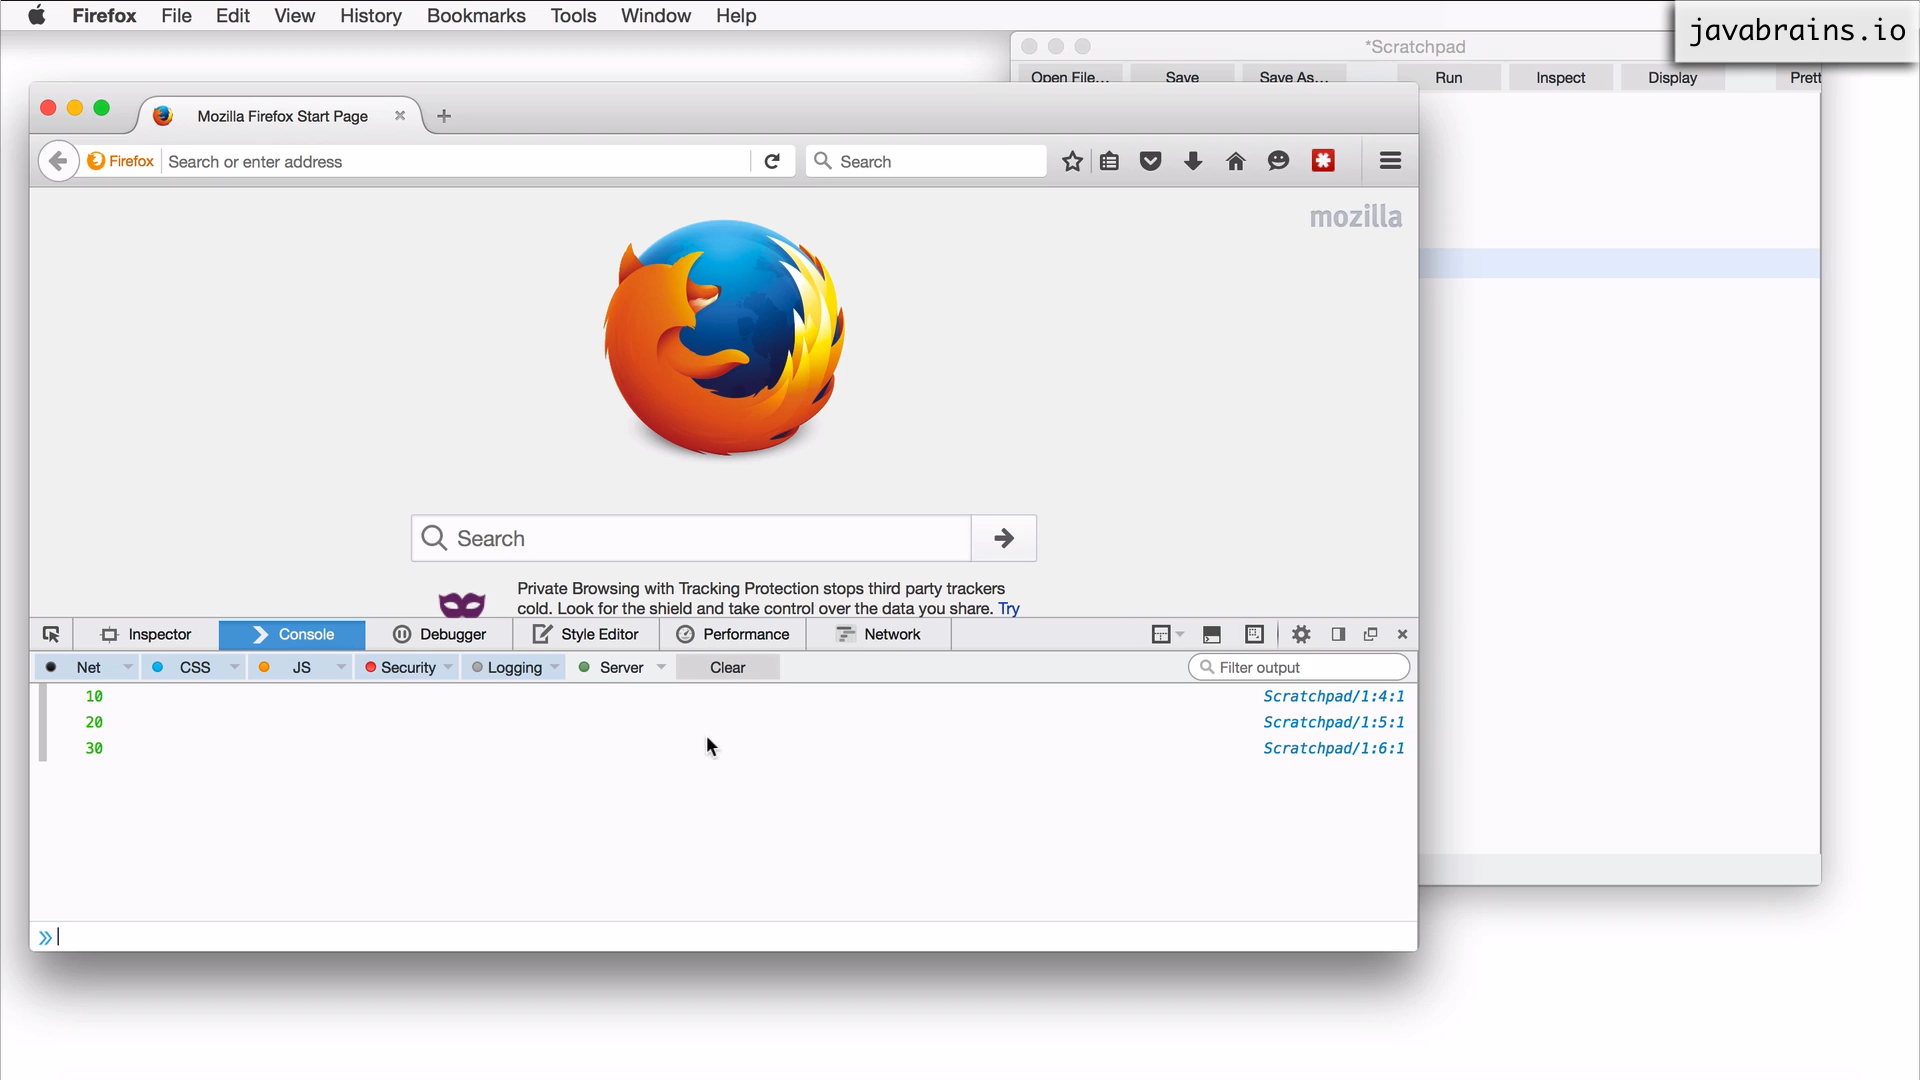 Firefox File Edit View History Bookmarks Tools Window Help
javabrains.io
*Scratchpad
Open File... Save Save As... Run Inspect Display Prett
Mozilla Firefox Start Page
Firefox Search or enter address Search
mozilla
Search
Private Browsing with Tracking Protection stops third party trackers
cold. Look for the shield and take control over the data you share. Try
Inspector Console Debugger Style Editor Performance Network
Net CSS JS Security Logging Server Clear Filter output
10 Scratchpad/1:4:1
20 Scratchpad/1:5:1
30 Scratchpad/1:6:1